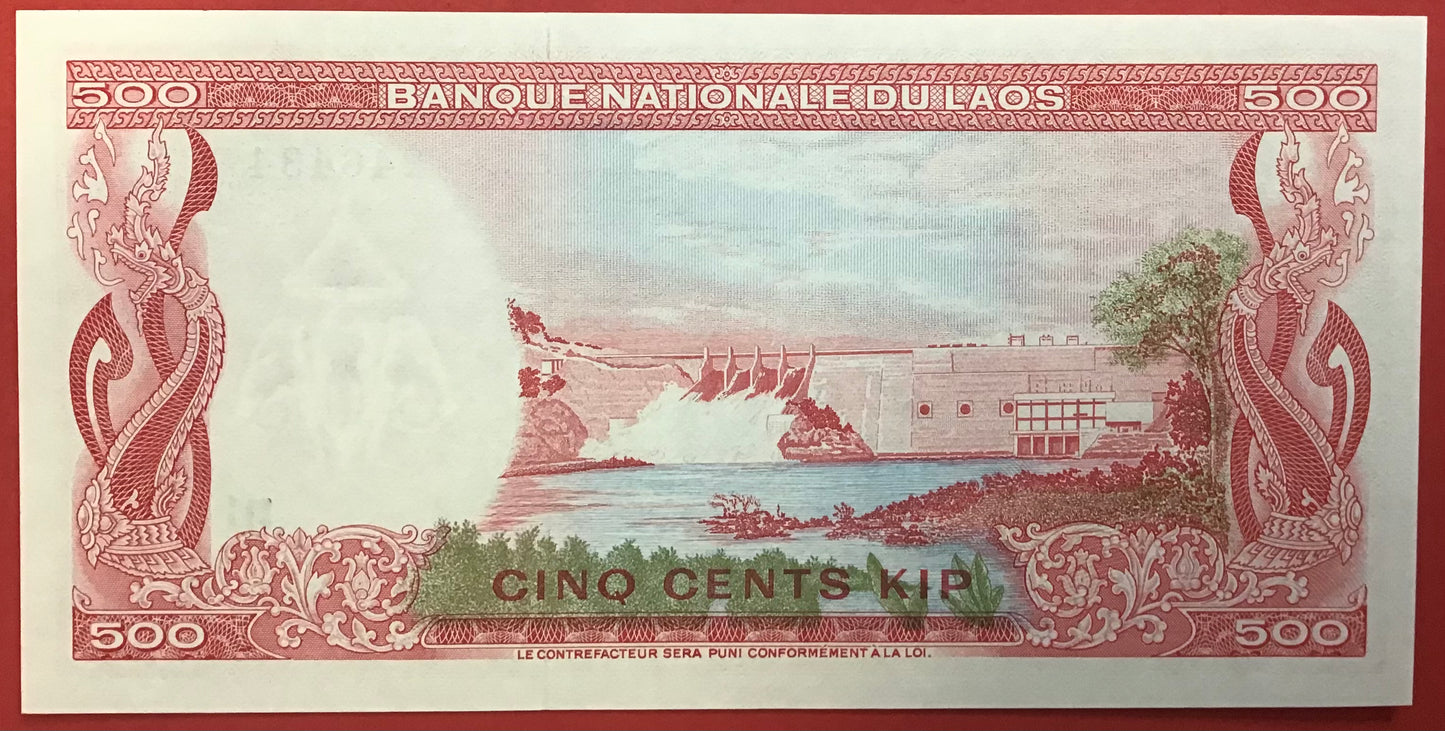 500 BANQUE NATIONALE DU LAOS 500
CINQ CENTS KIP
500 500
LE CONTREFACTEUR SERA PUNI CONFORMÉMENT À LA LOI.